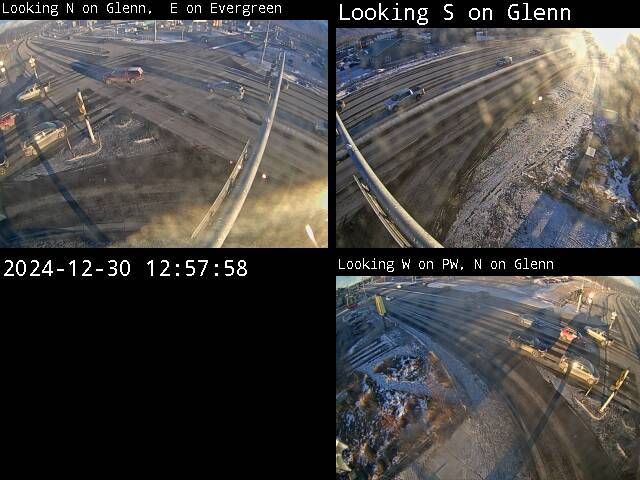 Looking N on Glenn,  E on Evergreen
Looking S on Glenn
2024-12-30 12:57:58
Looking W on PW, N on Glenn